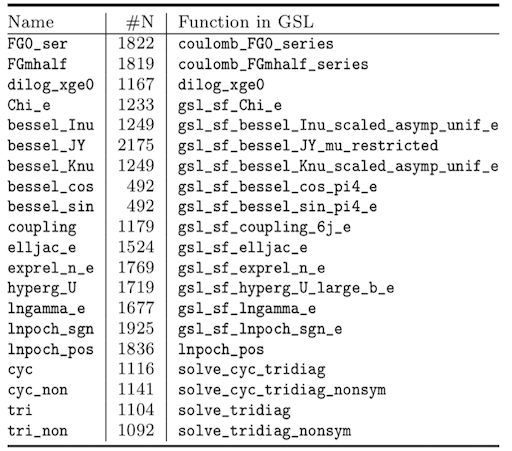 Name #N Function in GSL
FG0_ser 1822 coulomb_FG0_series
FGmhalf 1819 coulomb_FGmhalf_series
dilog_xge0 1167 dilog_xge0
Chi_e 1233 gsl_sf_Chi_e
bessel_Inu 1249 gsl_sf_bessel_Inu_scaled_asymp_unif_e
bessel_JY 2175 gsl_sf_bessel_JY_mu_restricted
bessel_Knu 1249 gsl_sf_bessel_Knu_scaled_asymp_unif_e
bessel_cos 492 gsl_sf_bessel_cos_pi4_e
bessel_sin 492 gsl_sf_bessel_sin_pi4_e
coupling 1179 gsl_sf_coupling_6j_e
elljac_e 1524 gsl_sf_elljac_e
exprel_n_e 1769 gsl_sf_exprel_n_e
hyperg_U 1719 gsl_sf_hyperg_U_large_b_e
lngamma_e 1677 gsl_sf_lngamma_e
lnpoch_sgn 1925 gsl_sf_lnpoch_sgn_e
lnpoch_pos 1836 lnpoch_pos
cyc 1116 solve_cyc_tridiag
cyc_non 1141 solve_cyc_tridiag_nonsym
tri 1104 solve_tridiag
tri_non 1092 solve_tridiag_nonsym